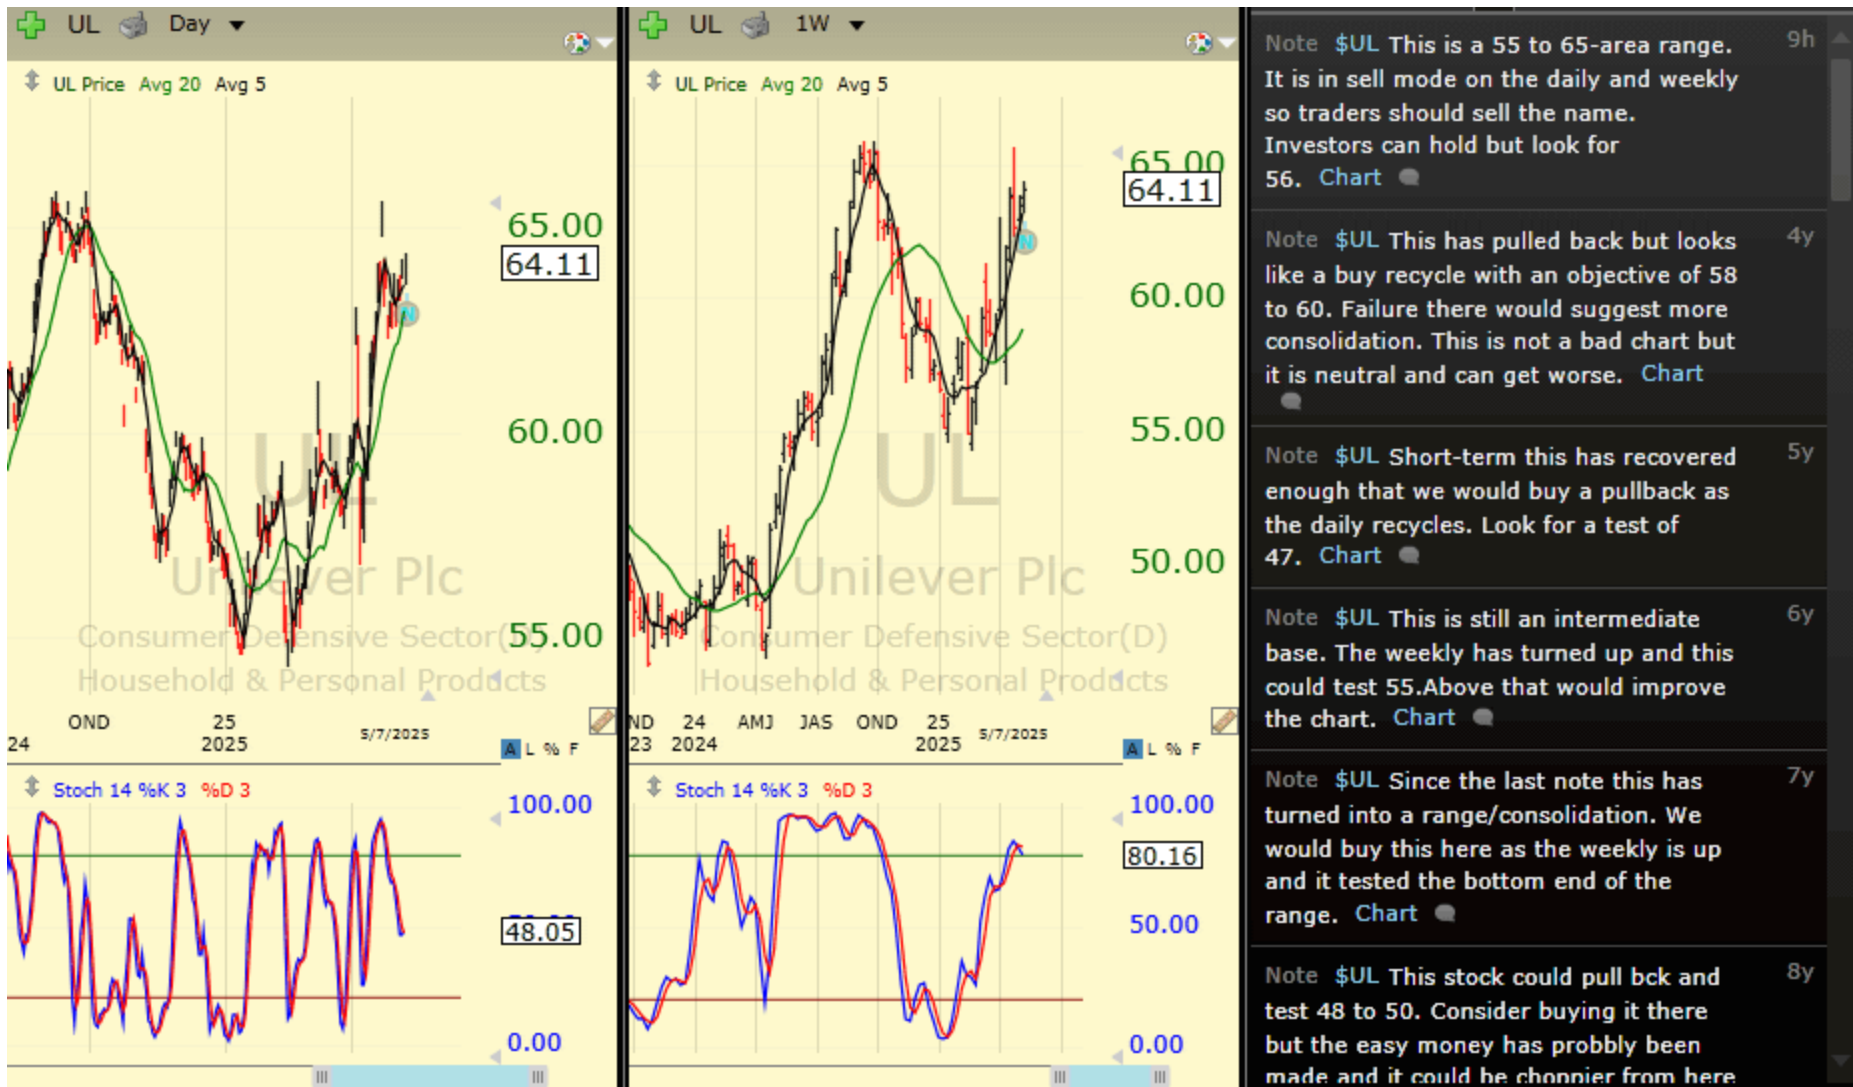 UL Day
UL Price Avg 20 Avg 5
65.00
64.11
60.00
55.00
N
UL
Unilever Plc
Consumer Defensive Sector(D)
Household & Personal Products
OND 25
24 2025 5/7/2025
A L % F
Stoch 14 %K 3 %D 3
100.00
48.05
0.00
UL 1W
UL Price Avg 20 Avg 5
65.00
64.11
60.00
55.00
50.00
N
UL
Unilever Plc
Consumer Defensive Sector(D)
Household & Personal Products
ND 24 AMJ JAS OND 25
23 2024 2025 5/7/2025
A L % F
Stoch 14 %K 3 %D 3
100.00
80.16
50.00
0.00
Note $UL This is a 55 to 65-area range. 9h
It is in sell mode on the daily and weekly
so traders should sell the name.
Investors can hold but look for
56. Chart
Note $UL This has pulled back but looks 4y
like a buy recycle with an objective of 58
to 60. Failure there would suggest more
consolidation. This is not a bad chart but
it is neutral and can get worse. Chart
Note $UL Short-term this has recovered 5y
enough that we would buy a pullback as
the daily recycles. Look for a test of
47. Chart
Note $UL This is still an intermediate 6y
base. The weekly has turned up and this
could test 55.Above that would improve
the chart. Chart
Note $UL Since the last note this has 7y
turned into a range/consolidation. We
would buy this here as the weekly is up
and it tested the bottom end of the
range. Chart
Note $UL This stock could pull bck and 8y
test 48 to 50. Consider buying it there
but the easy money has probbly been
made and it could be choppier from here